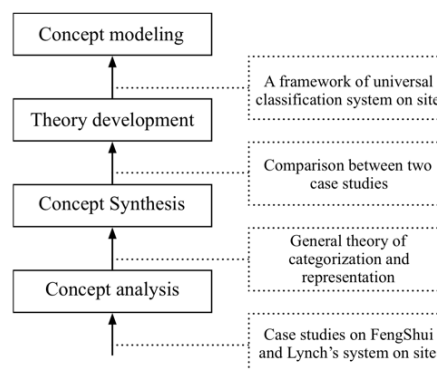 Concept modeling
A framework of universal
classification system on site
Theory development
Comparison between two
case studies
Concept Synthesis
General theory of
categorization and
representation
Concept analysis
Case studies on FengShui
and Lynch's system on site